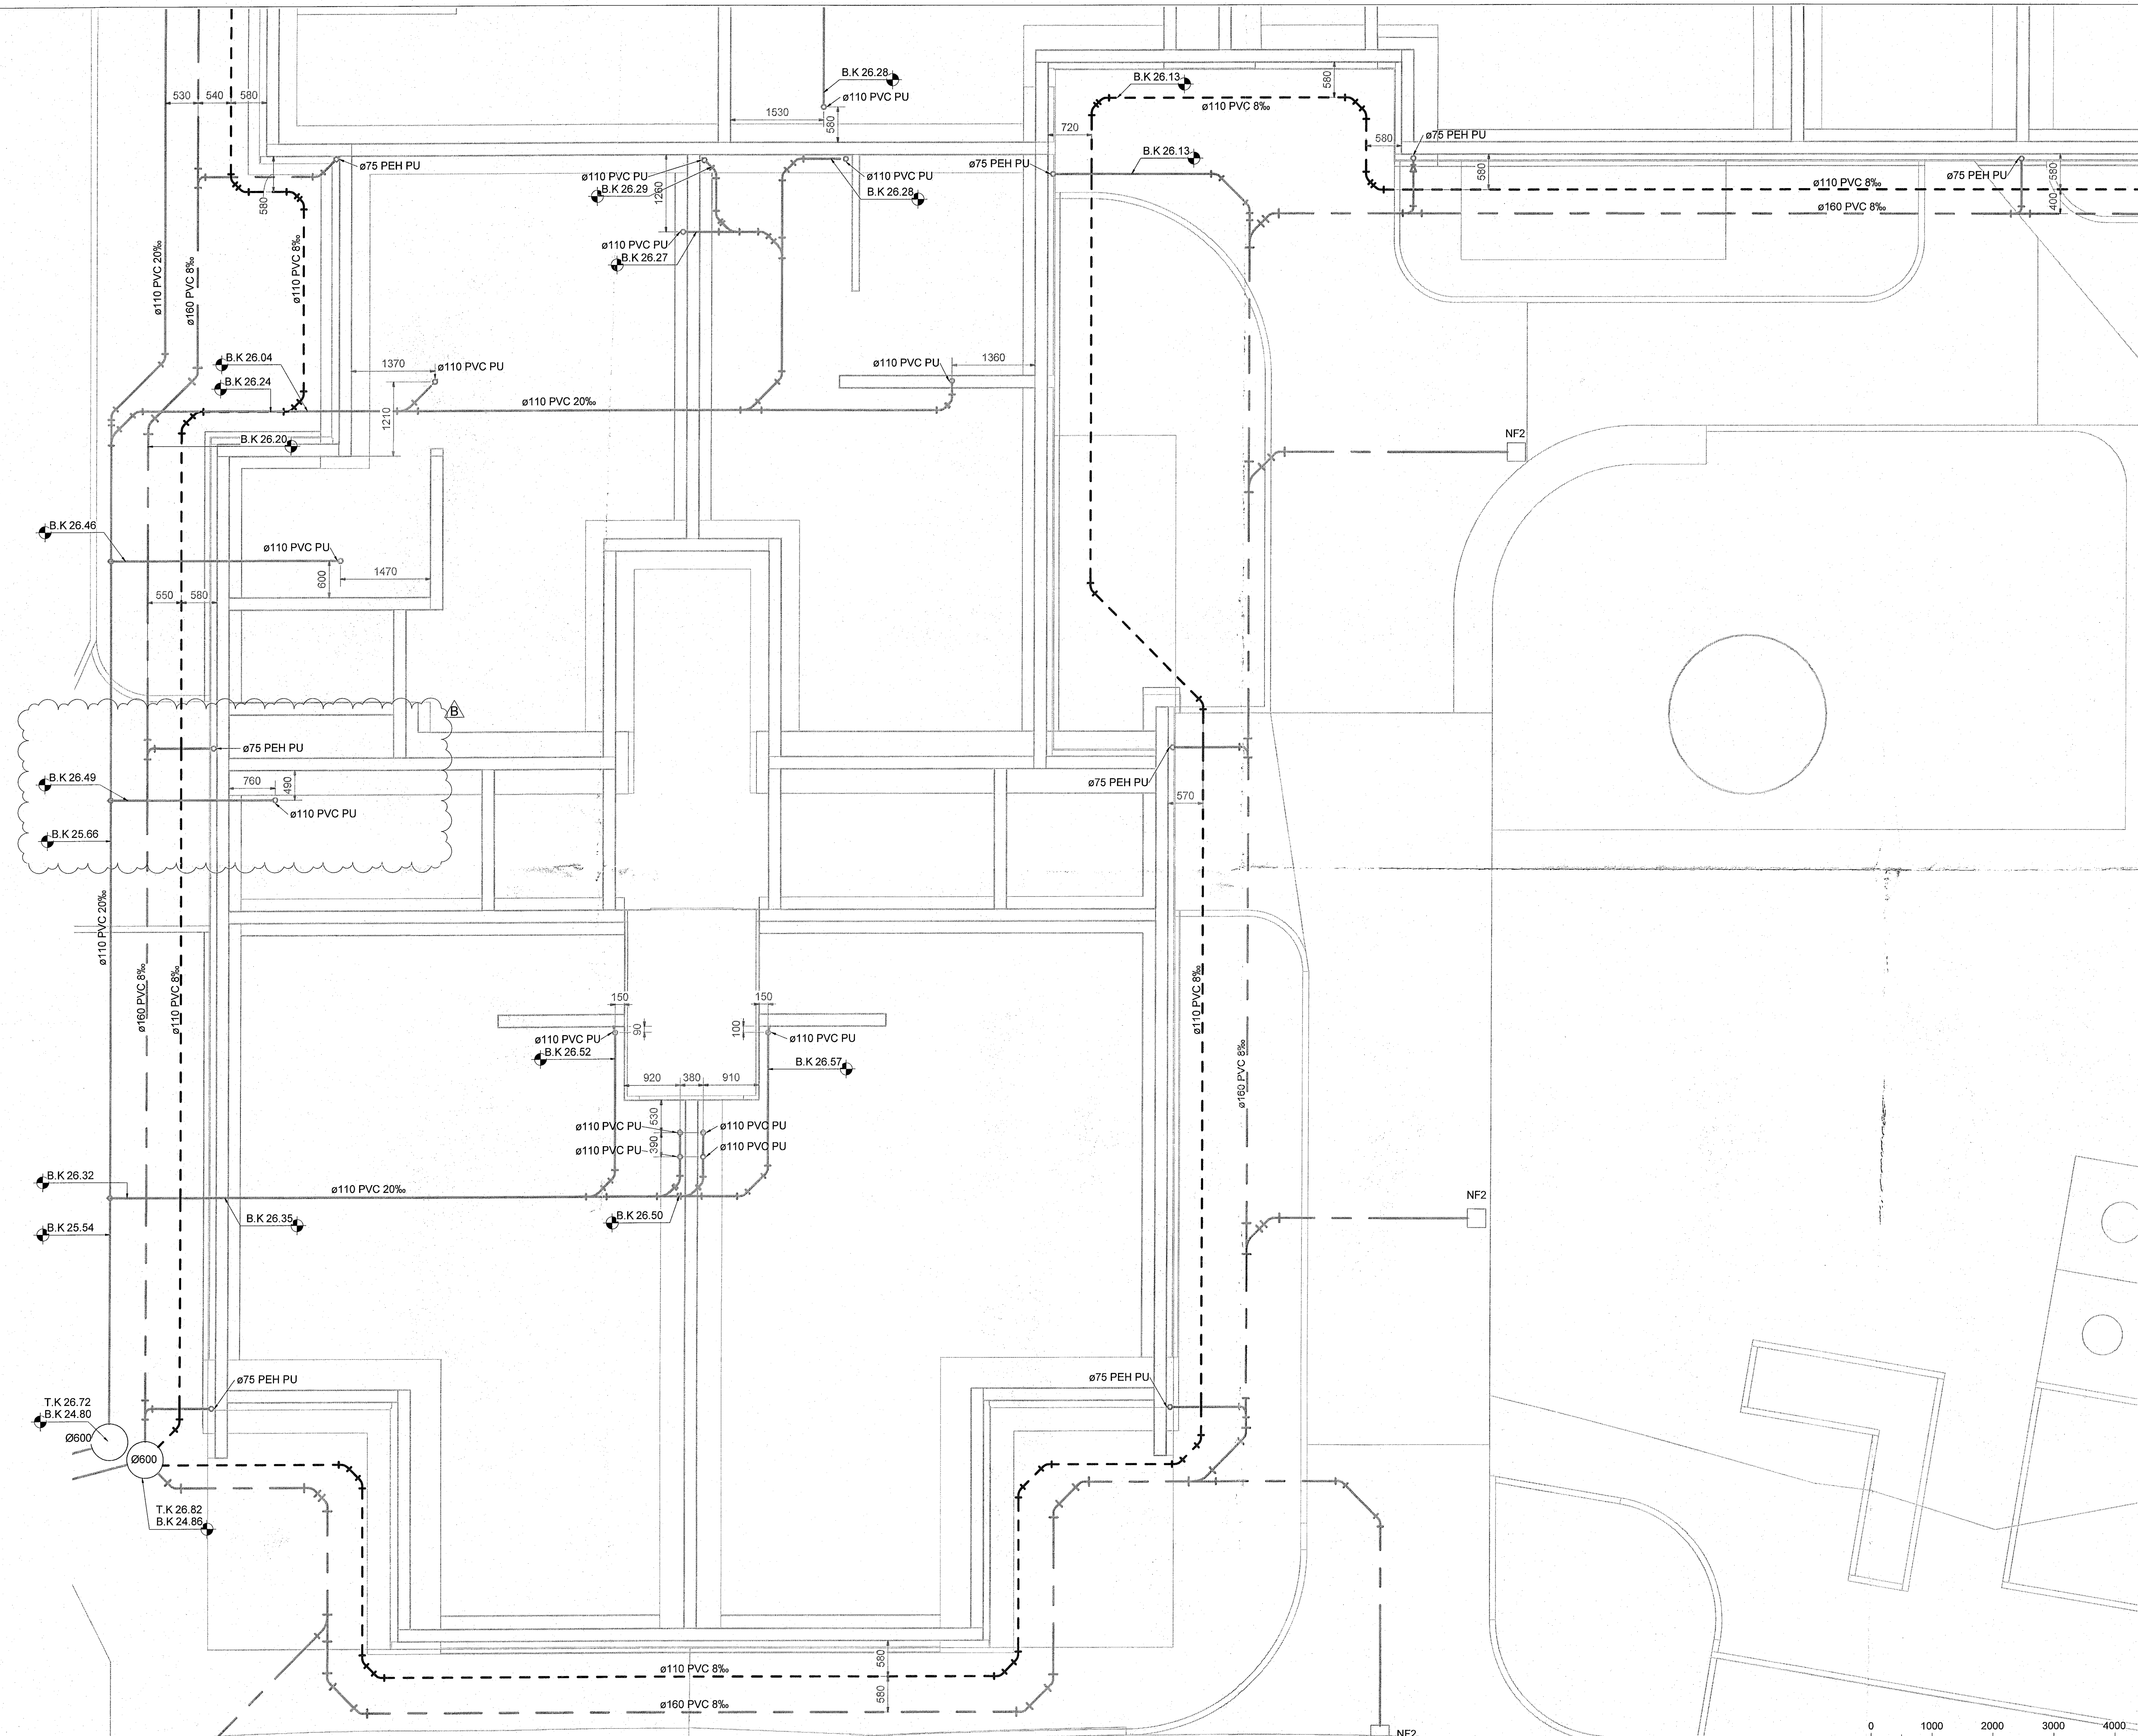 B.K 26.28
ø110 PVC PU
B.K 26.13
530
540
580
1530
580
ø110 PVC 8‰
580
720
580
ø75 PEH PU
ø75 PEH PU
580
ø110 PVC PU
B.K 26.29
1260
ø110 PVC PU
B.K 26.28
ø75 PEH PU
B.K 26.13
580
ø75 PEH PU
580
400
ø110 PVC 8‰
ø160 PVC 8‰
ø110 PVC PU
B.K 26.27
ø110 PVC 20‰
ø160 PVC 8‰
ø110 PVC 8‰
B.K 26.04
B.K 26.24
1370
ø110 PVC PU
1210
ø110 PVC 20‰
ø110 PVC PU
1360
B.K 26.20
NF2
B.K 26.46
ø110 PVC PU
600
1470
550
580
B
ø75 PEH PU
B.K 26.49
760
490
ø110 PVC PU
B.K 25.66
ø75 PEH PU
570
ø110 PVC 20‰
ø160 PVC 8‰
ø110 PVC 8‰
150
150
90
100
ø110 PVC PU
B.K 26.52
ø110 PVC PU
B.K 26.57
920
380
910
530
390
ø110 PVC PU
ø110 PVC PU
ø110 PVC PU
ø110 PVC PU
ø110 PVC 8‰
ø160 PVC 8‰
B.K 26.32
ø110 PVC 20‰
B.K 26.35
B.K 26.50
B.K 25.54
NF2
ø75 PEH PU
ø75 PEH PU
T.K 26.72
B.K 24.80
Ø600
Ø600
T.K 26.82
B.K 24.86
580
580
ø110 PVC 8‰
ø160 PVC 8‰
NF2
0
1000
2000
3000
4000